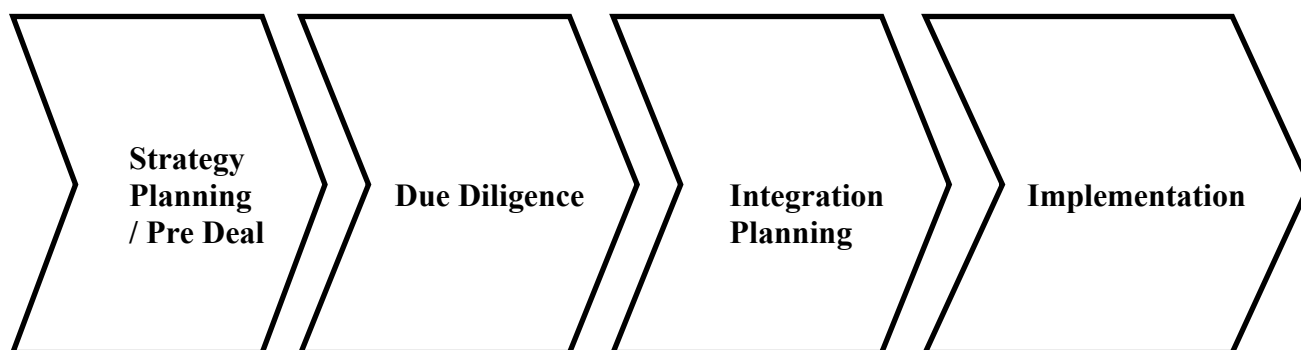 Strategy
Planning
/ Pre Deal
Due Diligence
Integration
Planning
Implementation